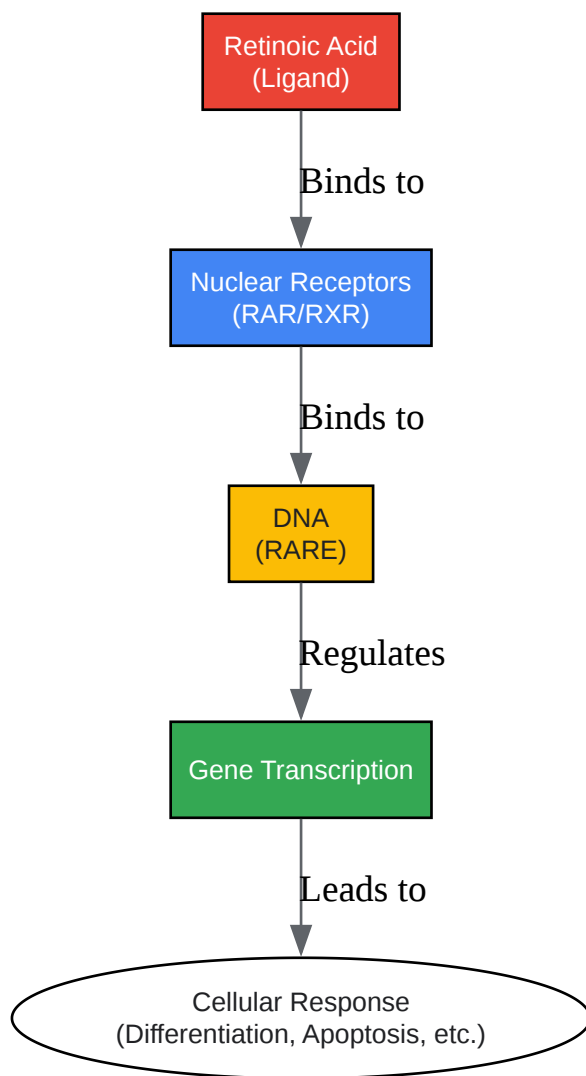 Retinoic Acid
(Ligand)
Binds to
Nuclear Receptors
(RAR/RXR)
Binds to
DNA
(RARE)
Regulates
Gene Transcription
Leads to
Cellular Response
(Differentiation, Apoptosis, etc.)